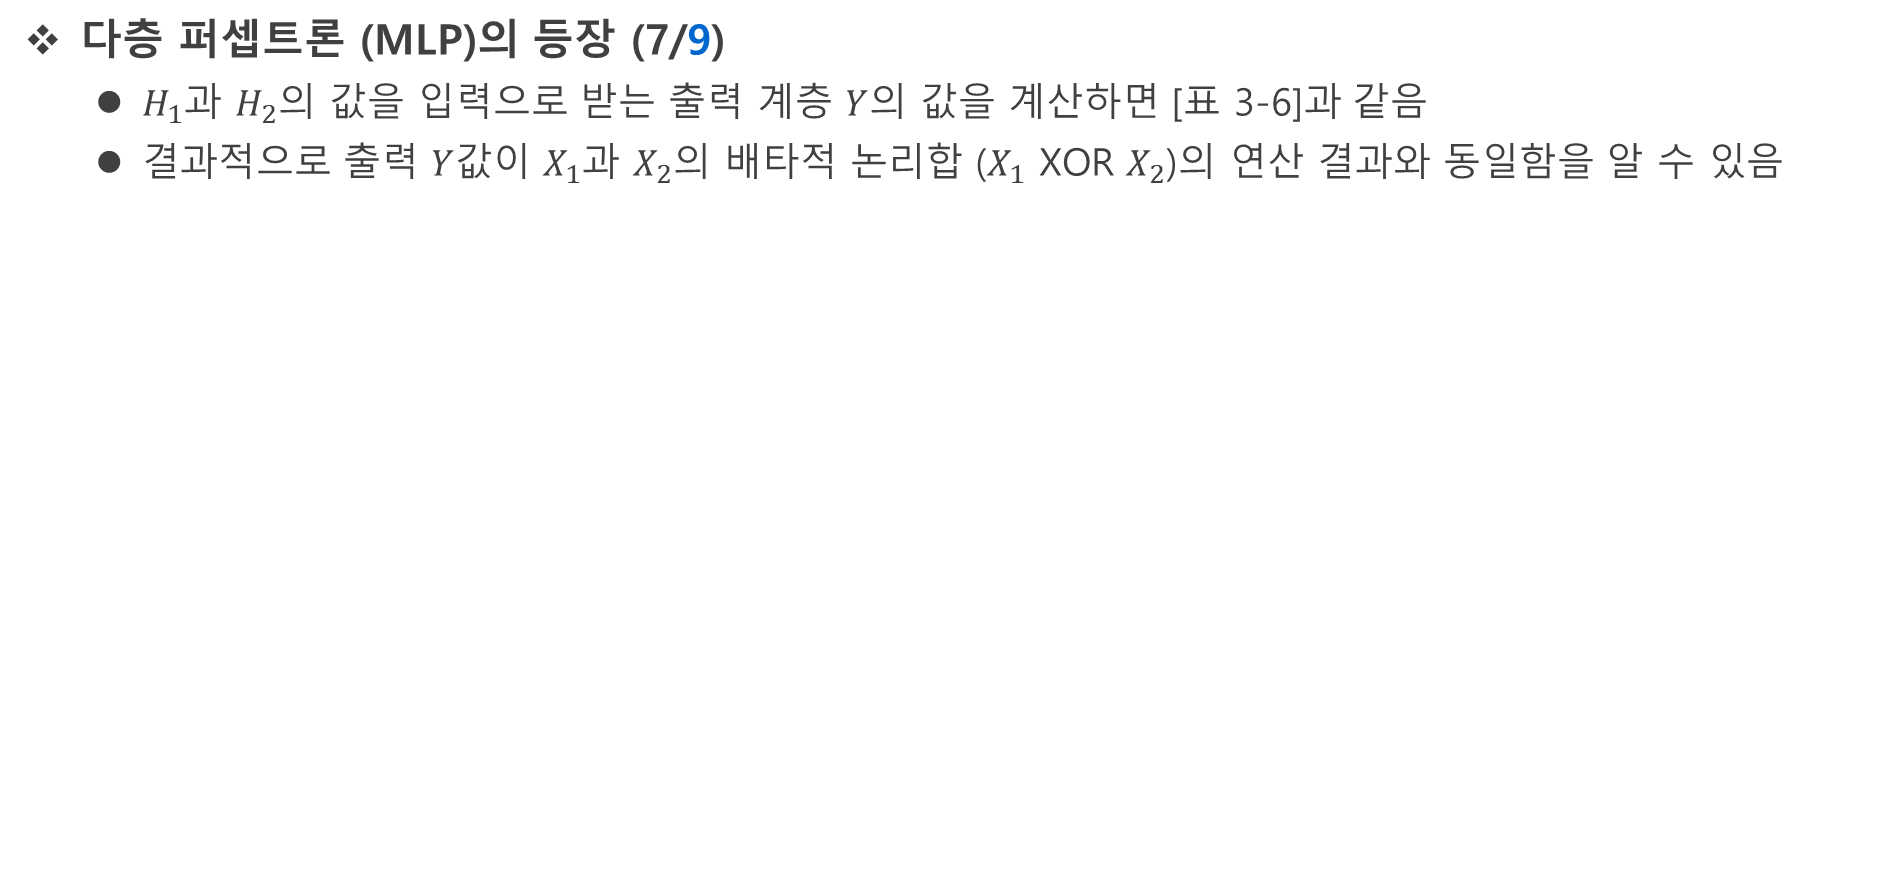 ❖ 다층 퍼셉트론 (MLP)의 등장 (7/9)
● H₁과 H₂의 값을 입력으로 받는 출력 계층 Y의 값을 계산하면 [표 3-6]과 같음
● 결과적으로 출력 Y값이 X₁과 X₂의 배타적 논리합 (X₁ XOR X₂)의 연산 결과와 동일함을 알 수 있음